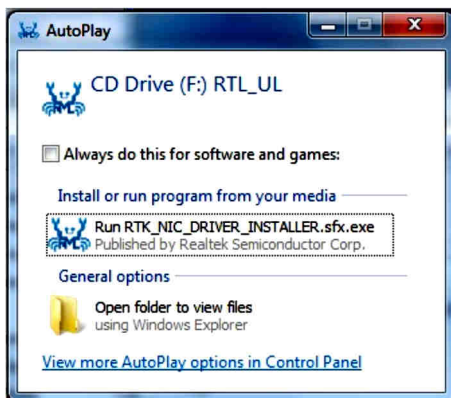 AutoPlay
CD Drive (F:) RTL_UL
Always do this for software and games:
Install or run program from your media
Run RTK_NIC_DRIVER_INSTALLER.sfx.exe
Published by Realtek Semiconductor Corp.
General options
Open folder to view files
using Windows Explorer
View more AutoPlay options in Control Panel